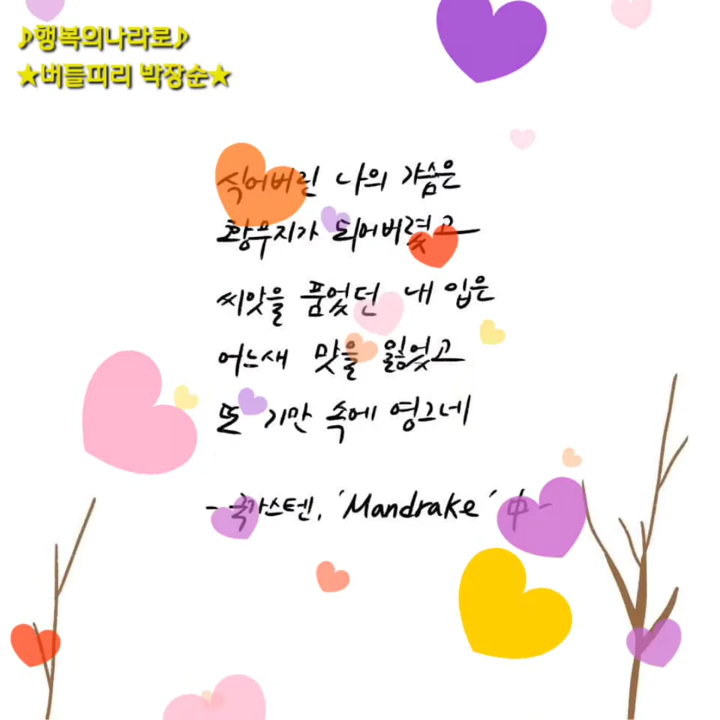 ♪행복의나라로♪
★버들피리 박장순★
식어버린 나의 가슴은
황무지가 되어버렸고
씨앗을 품었던 내 입은
어느새 맛을 잃었고
또 기만 속에 영그네
- 국카스텐, 'Mandrake' 中 -